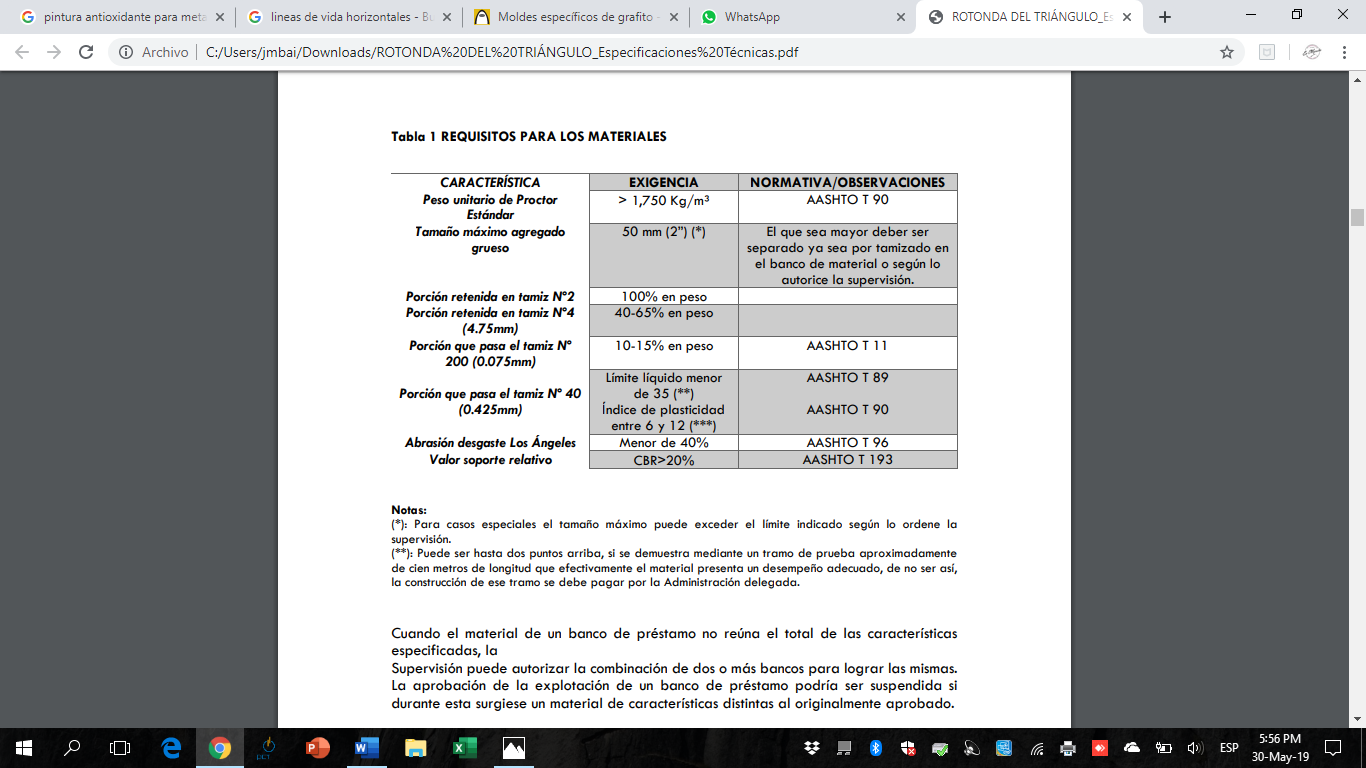 pintura antioxidante para meta
lineas de vida horizontales - Bu
Moldes específicos de grafito -
WhatsApp
ROTONDA DEL TRIÁNGULO_Es
Archivo
C:/Users/jmbai/Downloads/ROTONDA%20DEL%20TRIÁNGULO_Especificaciones%20Técnicas.pdf
Tabla 1 REQUISITOS PARA LOS MATERIALES
CARACTERÍSTICA EXIGENCIA NORMATIVA/OBSERVACIONES
Peso unitario de Proctor > 1,750 Kg/m³ AASHTO T 90
Estándar
Tamaño máximo agregado 50 mm (2") (*) El que sea mayor deber ser
grueso separado ya sea por tamizado en
el banco de material o según lo
autorice la supervisión.
Porción retenida en tamiz Nº2 100% en peso
Porción retenida en tamiz Nº4 40-65% en peso
(4.75mm)
Porción que pasa el tamiz Nº 10-15% en peso AASHTO T 11
200 (0.075mm)
Límite líquido menor AASHTO T 89
Porción que pasa el tamiz Nº 40 de 35 (**)
(0.425mm) Índice de plasticidad AASHTO T 90
entre 6 y 12 (***)
Abrasión desgaste Los Ángeles Menor de 40% AASHTO T 96
Valor soporte relativo CBR>20% AASHTO T 193
Notas:
(*): Para casos especiales el tamaño máximo puede exceder el límite indicado según lo ordene la
supervisión.
(**): Puede ser hasta dos puntos arriba, si se demuestra mediante un tramo de prueba aproximadamente
de cien metros de longitud que efectivamente el material presenta un desempeño adecuado, de no ser así,
la construcción de ese tramo se debe pagar por la Administración delegada.
Cuando el material de un banco de préstamo no reúna el total de las características
especificadas, la
Supervisión puede autorizar la combinación de dos o más bancos para lograr las mismas.
La aprobación de la explotación de un banco de préstamo podría ser suspendida si
durante esta surgiese un material de características distintas al originalmente aprobado.
ESP
5:56 PM
30-May-19